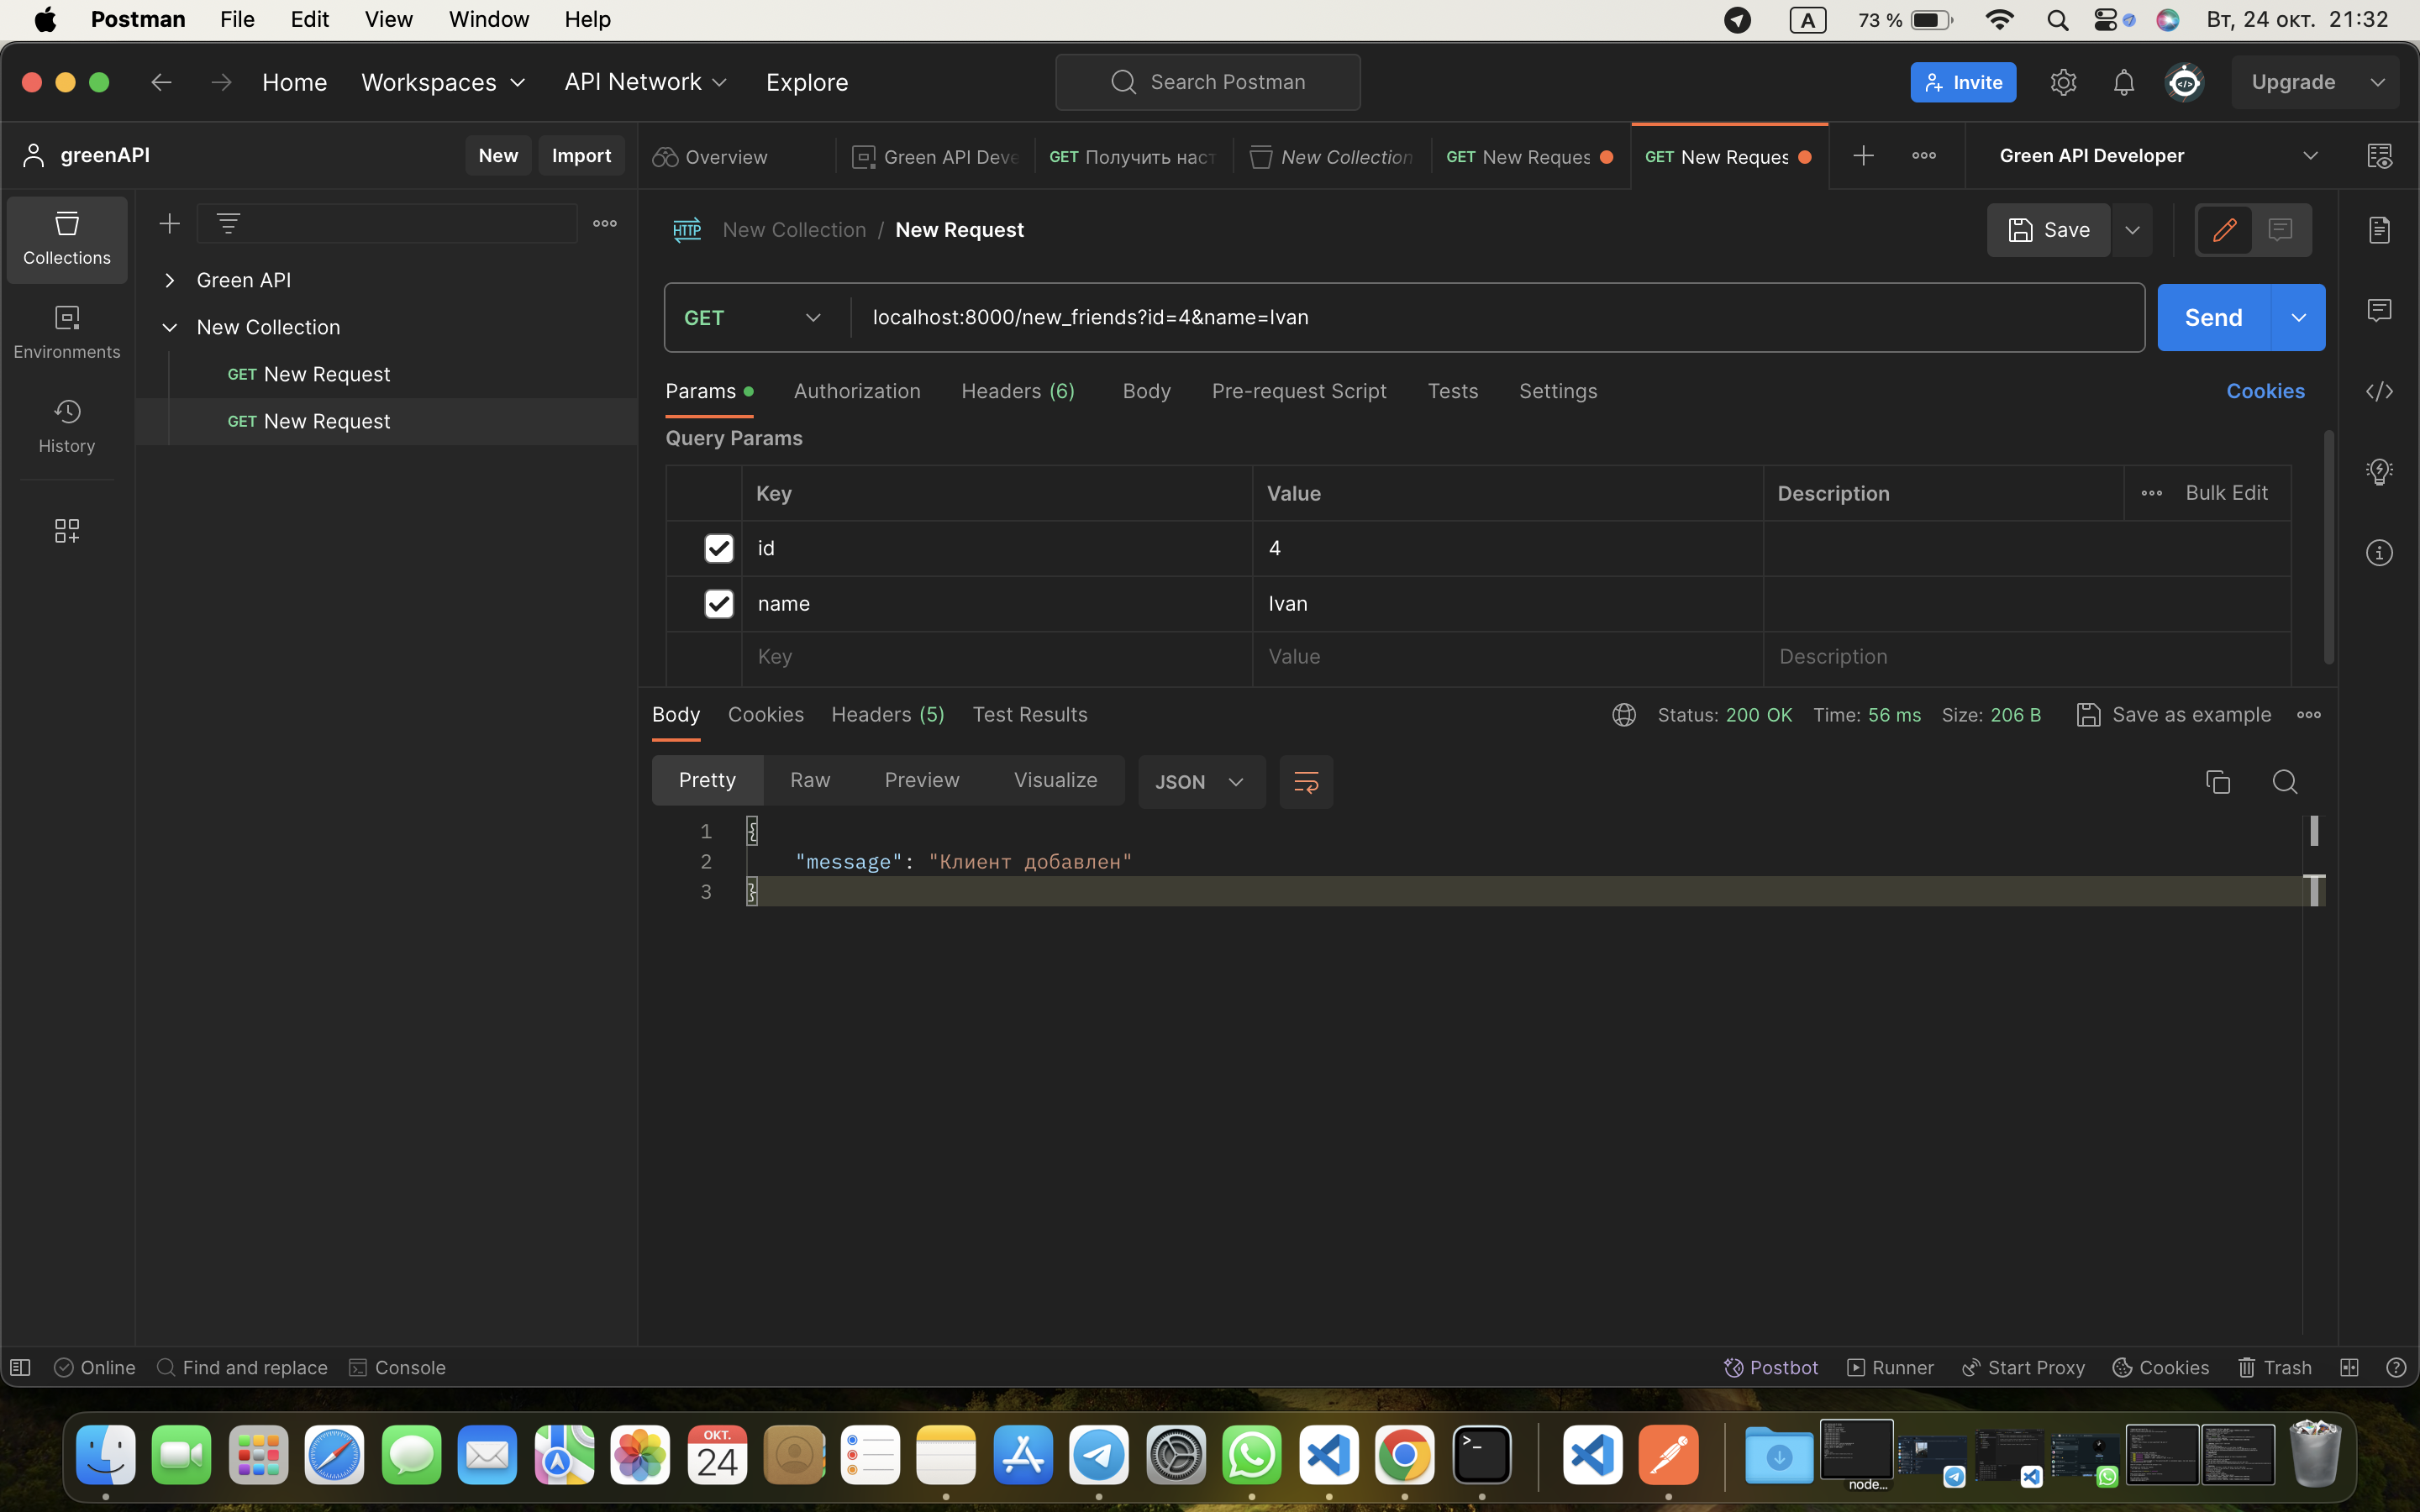 Postman File Edit View Window Help A 73 % Вт, 24 окт. 21:32
Home Workspaces API Network Explore Search Postman Invite Upgrade
greenAPI New Import Overview Green API Deve GET Получить наст New Collection GET New Reques GET New Reques Green API Developer
HTTP New Collection / New Request Save
Collections
Environments
History
Green API
New Collection
GET New Request
GET New Request
GET localhost:8000/new_friends?id=4&name=Ivan Send
Params Authorization Headers (6) Body Pre-request Script Tests Settings Cookies
Query Params
Key Value Description Bulk Edit
id 4
name Ivan
Key Value Description
Body Cookies Headers (5) Test Results Status: 200 OK Time: 56 ms Size: 206 B Save as example
Pretty Raw Preview Visualize JSON
1 {
2 "message": "Клиент добавлен"
3 }
Online Find and replace Console Postbot Runner Start Proxy Cookies Trash
ОКТ.
24
node...